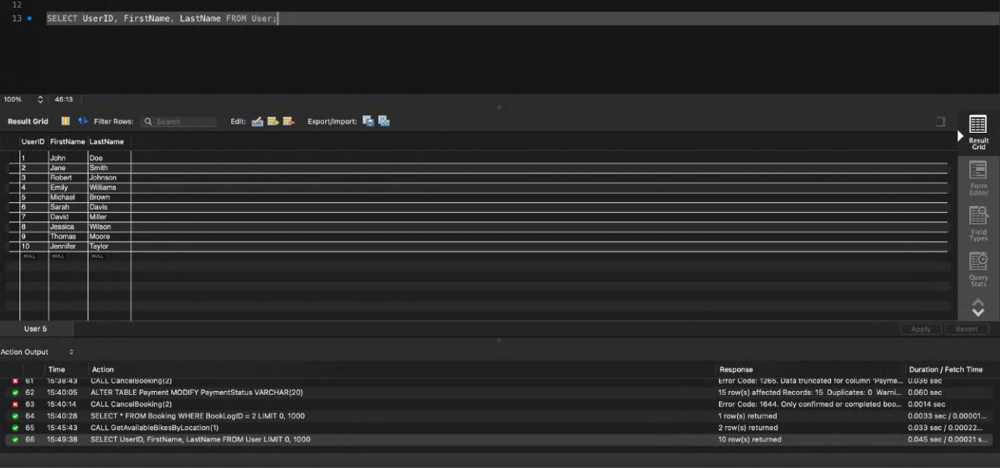 12
13 SELECT UserID, FirstName, LastName FROM User;
100% 46:13
Result Grid Filter Rows: Search Edit: Export/Import:
Result Grid
UserID FirstName LastName
1 John Doe
2 Jane Smith
3 Robert Johnson
4 Emily Williams
5 Michael Brown
6 Sarah Davis
7 David Miller
8 Jessica Wilson
9 Thomas Moore
10 Jennifer Taylor
NULL NULL NULL
Form Editor
Field Types
Query Stats
User 5 Apply Revert
Action Output
Time Action Response Duration / Fetch Time
61 15:38:43 CALL CancelBooking(2) Error Code: 1265. Data truncated for column 'Payme... 0.036 sec
62 15:40:05 ALTER TABLE Payment MODIFY PaymentStatus VARCHAR(20) 15 row(s) affected Records: 15 Duplicates: 0 Warni... 0.060 sec
63 15:40:14 CALL CancelBooking(2) Error Code: 1644. Only confirmed or completed boo... 0.0014 sec
64 15:40:28 SELECT * FROM Booking WHERE BookLogID = 2 LIMIT 0, 1000 1 row(s) returned 0.0033 sec / 0.00001...
65 15:45:43 CALL GetAvailableBikesByLocation(1) 2 row(s) returned 0.033 sec / 0.00022...
66 15:49:38 SELECT UserID, FirstName, LastName FROM User LIMIT 0, 1000 10 row(s) returned 0.045 sec / 0.00021 s...